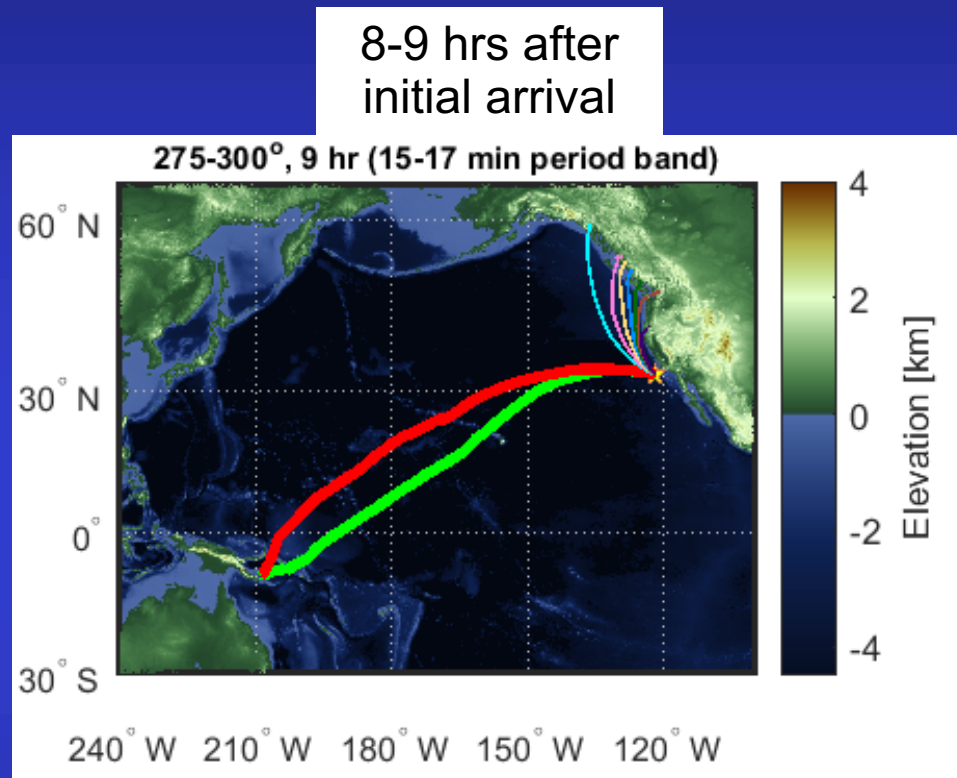 8-9 hrs after
initial arrival
275-300°, 9 hr (15-17 min period band)
60° N
30° N
0°
30° S
240° W
210° W
180° W
150° W
120° W
4
2
0
-2
-4
Elevation [km]